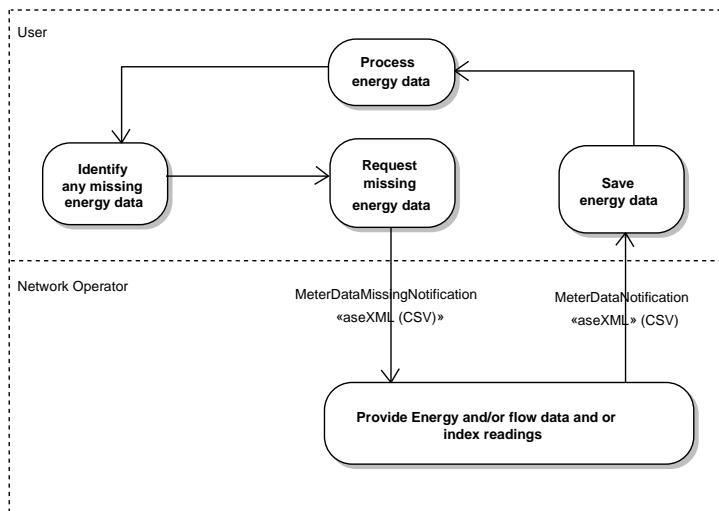 User
Process
energy data
Identify
any missing
energy data
Request
missing
energy data
Save
energy data
Network Operator
MeterDataMissingNotification
«aseXML (CSV)»
MeterDataNotification
«aseXML» (CSV)
Provide Energy and/or flow data and or
index readings